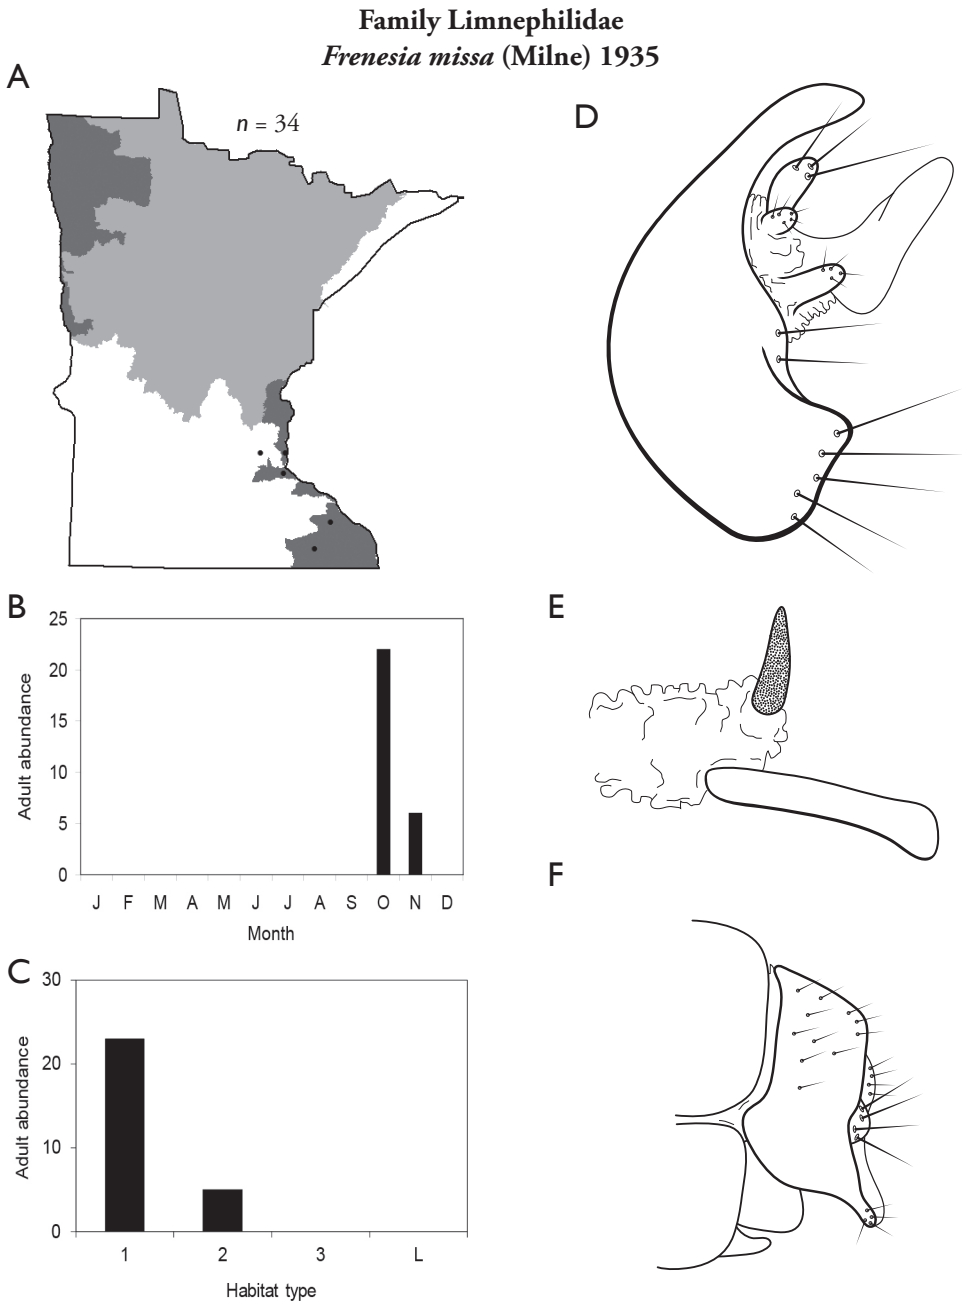 Family Limnephilidae
Frenesia missa (Milne) 1935
A
n = 34
B
25
20
15
10
5
0
Adult abundance
J F M A M J J A S O N D
Month
C
30
20
10
0
Adult abundance
1 2 3 L
Habitat type
D
E
F